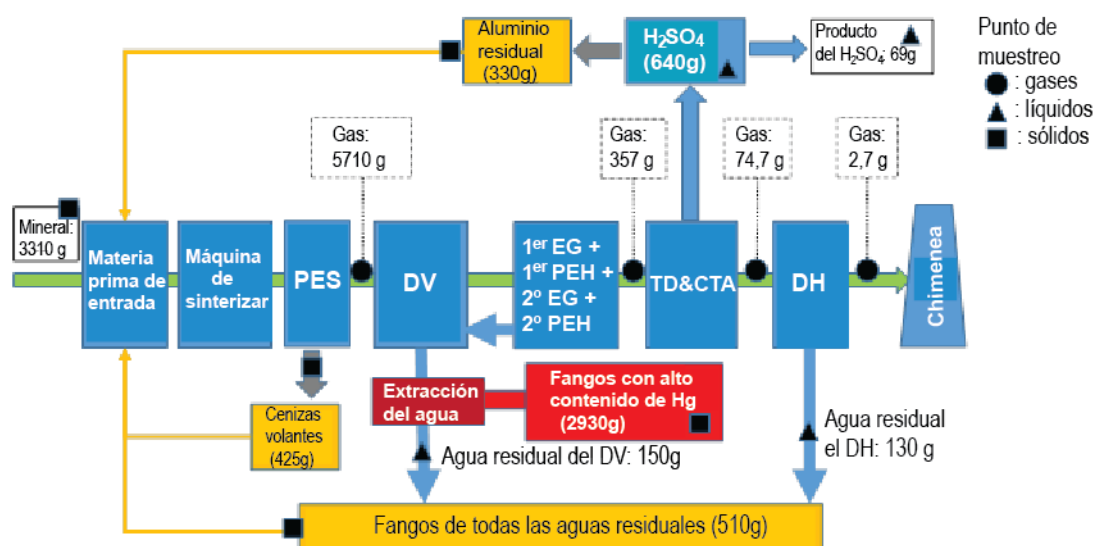 Aluminio
residual
(330g)
H₂SO₄
(640g)
Producto
del H₂SO₄: 69g
Punto de
muestreo
: gases
: líquidos
: sólidos
Gas:
5710 g
Gas:
357 g
Gas:
74,7 g
Gas:
2,7 g
Mineral:
3310 g
Materia
prima de
entrada
Máquina
de
sinterizar
PES
DV
1er EG +
1er PEH +
2º EG +
2º PEH
TD&CTA
DH
Chimenea
Extracción
del agua
Fangos con alto
contenido de Hg
(2930g)
Cenizas
volantes
(425g)
Agua residual del DV: 150g
Agua residual
el DH: 130 g
Fangos de todas las aguas residuales (510g)